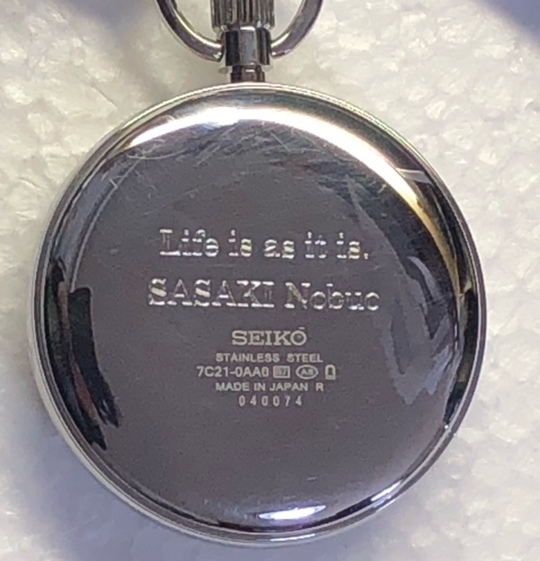 Life is as it is.
SASAKI Nobuo
SEIKO
STAINLESS STEEL
7C21-0AA0
MADE IN JAPAN R
040074